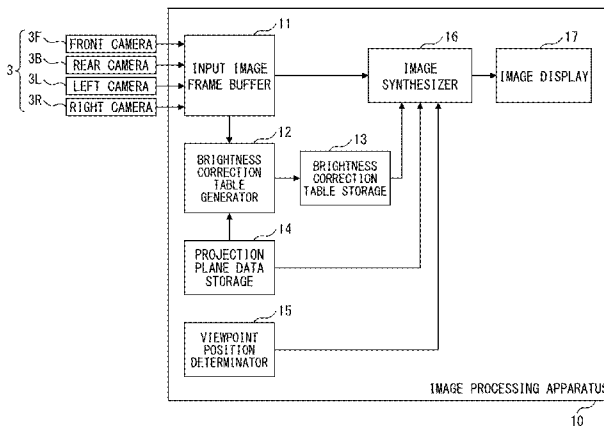 3
3F
FRONT CAMERA
3B
REAR CAMERA
3L
LEFT CAMERA
3R
RIGHT CAMERA
11
INPUT IMAGE
FRAME BUFFER
16
IMAGE
SYNTHESIZER
17
IMAGE DISPLAY
12
BRIGHTNESS
CORRECTION
TABLE
GENERATOR
13
BRIGHTNESS
CORRECTION
TABLE STORAGE
14
PROJECTION
PLANE DATA
STORAGE
15
VIEWPOINT
POSITION
DETERMINATOR
IMAGE PROCESSING APPARATUS
10